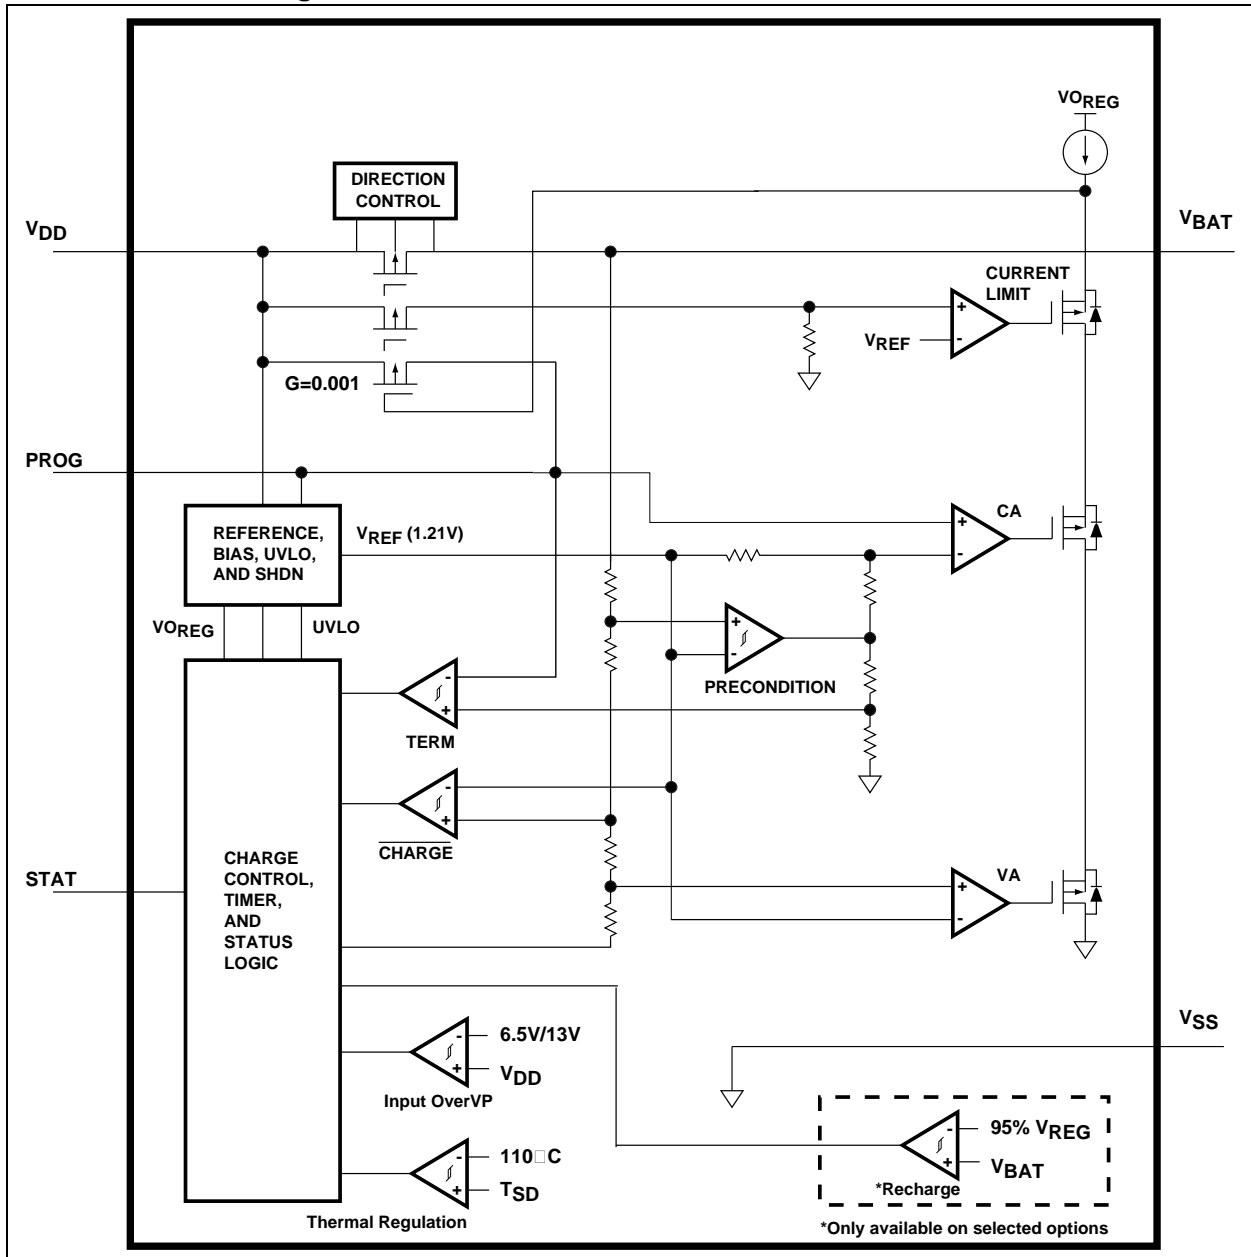 VOREG
DIRECTION
CONTROL
VDD
VBAT
CURRENT
LIMIT
+
-
VREF
G=0.001
PROG
REFERENCE,
BIAS, UVLO,
AND SHDN
VREF (1.21V)
CA
+
-
VOREG
UVLO
+
-
PRECONDITION
-
+
TERM
-
+
CHARGE
CHARGE
CONTROL,
TIMER,
AND
STATUS
LOGIC
STAT
VA
+
-
VSS
-
+
6.5V/13V
VDD
Input OverVP
-
+
110□C
TSD
Thermal Regulation
-
+
95% VREG
VBAT
*Recharge
*Only available on selected options